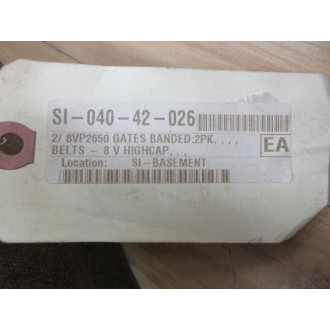 SI-040-42-026
2/ 8VP2650 GATES BANDED;2PK, , , ,
BELTS - 8 V HIGHCAP, , ,
EA
Location: SI-BASEMENT